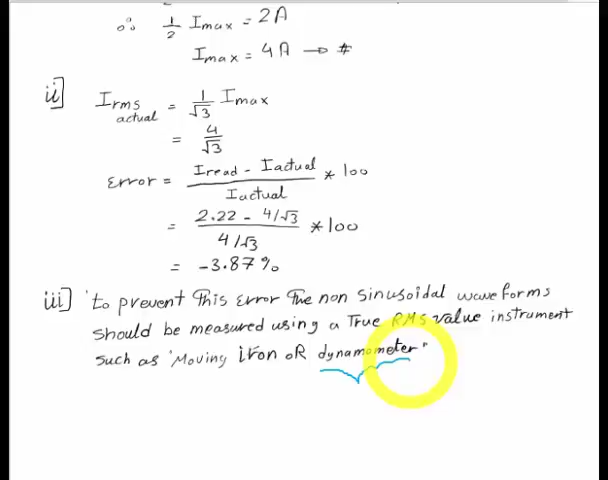 ∴ 1/2 Imax = 2A
Imax = 4A → #
ii] Irms actual = 1/√3 Imax
= 4/√3
Error = (Iread - Iactual)/Iactual * 100
= (2.22 - 4/√3)/(4/√3) * 100
= -3.87%
iii] to prevent This error The non sinusoidal waveforms
should be measured using a True RMS value instrument
such as "Moving iron oR dynamometer"